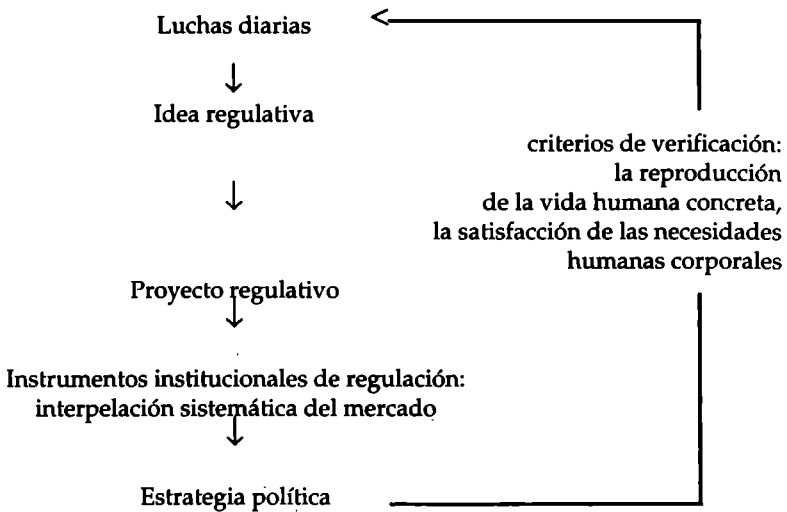 Luchas diarias
Idea regulativa
criterios de verificación:
la reproducción
de la vida humana concreta,
la satisfacción de las necesidades
humanas corporales
Proyecto regulativo
Instrumentos institucionales de regulación:
interpelación sistemática del mercado
Estrategia política